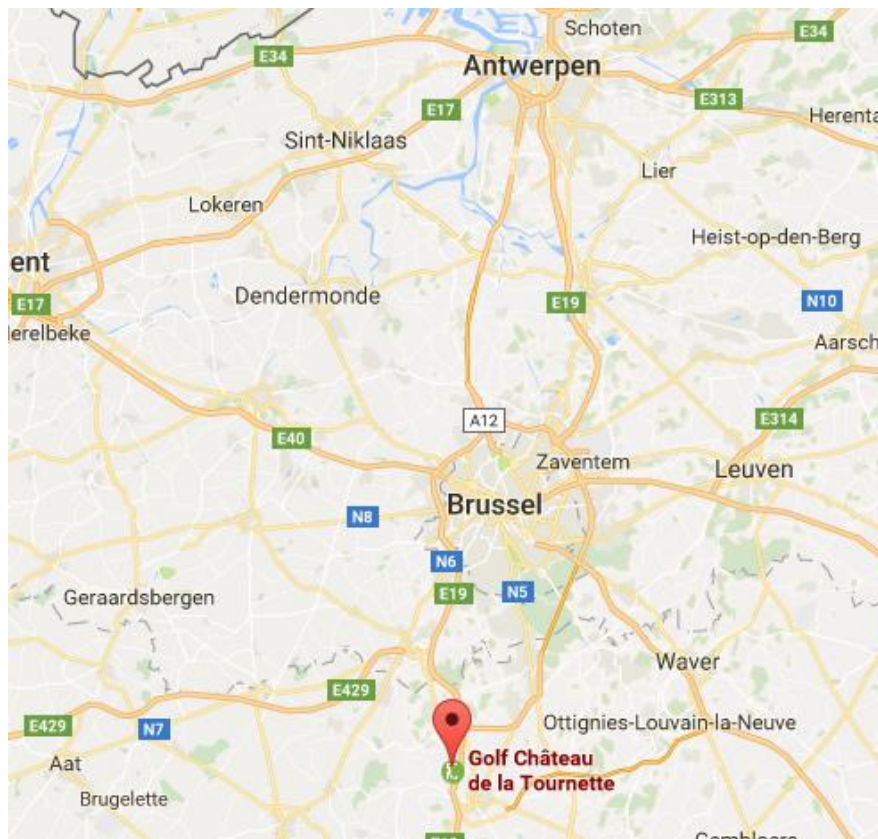 Schoten
E34
E34
Antwerpen
E313
E17
Herenta
Sint-Niklaas
Lier
Lokeren
Heist-op-den-Berg
ent
Dendermonde
E17
E19
N10
erelbeke
Aarsch
A12
E314
E40
Zaventem
Leuven
Brussel
N8
N6
E19
N5
Geraardsbergen
Waver
E429
E429
N7
Ottignies-Louvain-la-Neuve
Aat
Golf Château
de la Tournette
Brugelette